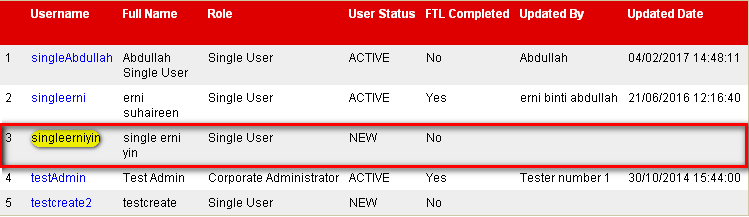 Username Full Name Role User Status FTL Completed Updated By Updated Date
1 singleAbdullah Abdullah Single User ACTIVE No Abdullah 04/02/2017 14:48:11
Single User
2 singleerni erni Single User ACTIVE Yes erni binti abdullah 21/06/2016 12:16:40
suhaireen
3 singleerniyin single erni Single User NEW No
yin
4 testAdmin Test Admin Corporate Administrator ACTIVE Yes Tester number 1 30/10/2014 15:44:00
5 testcreate2 testcreate Single User NEW No